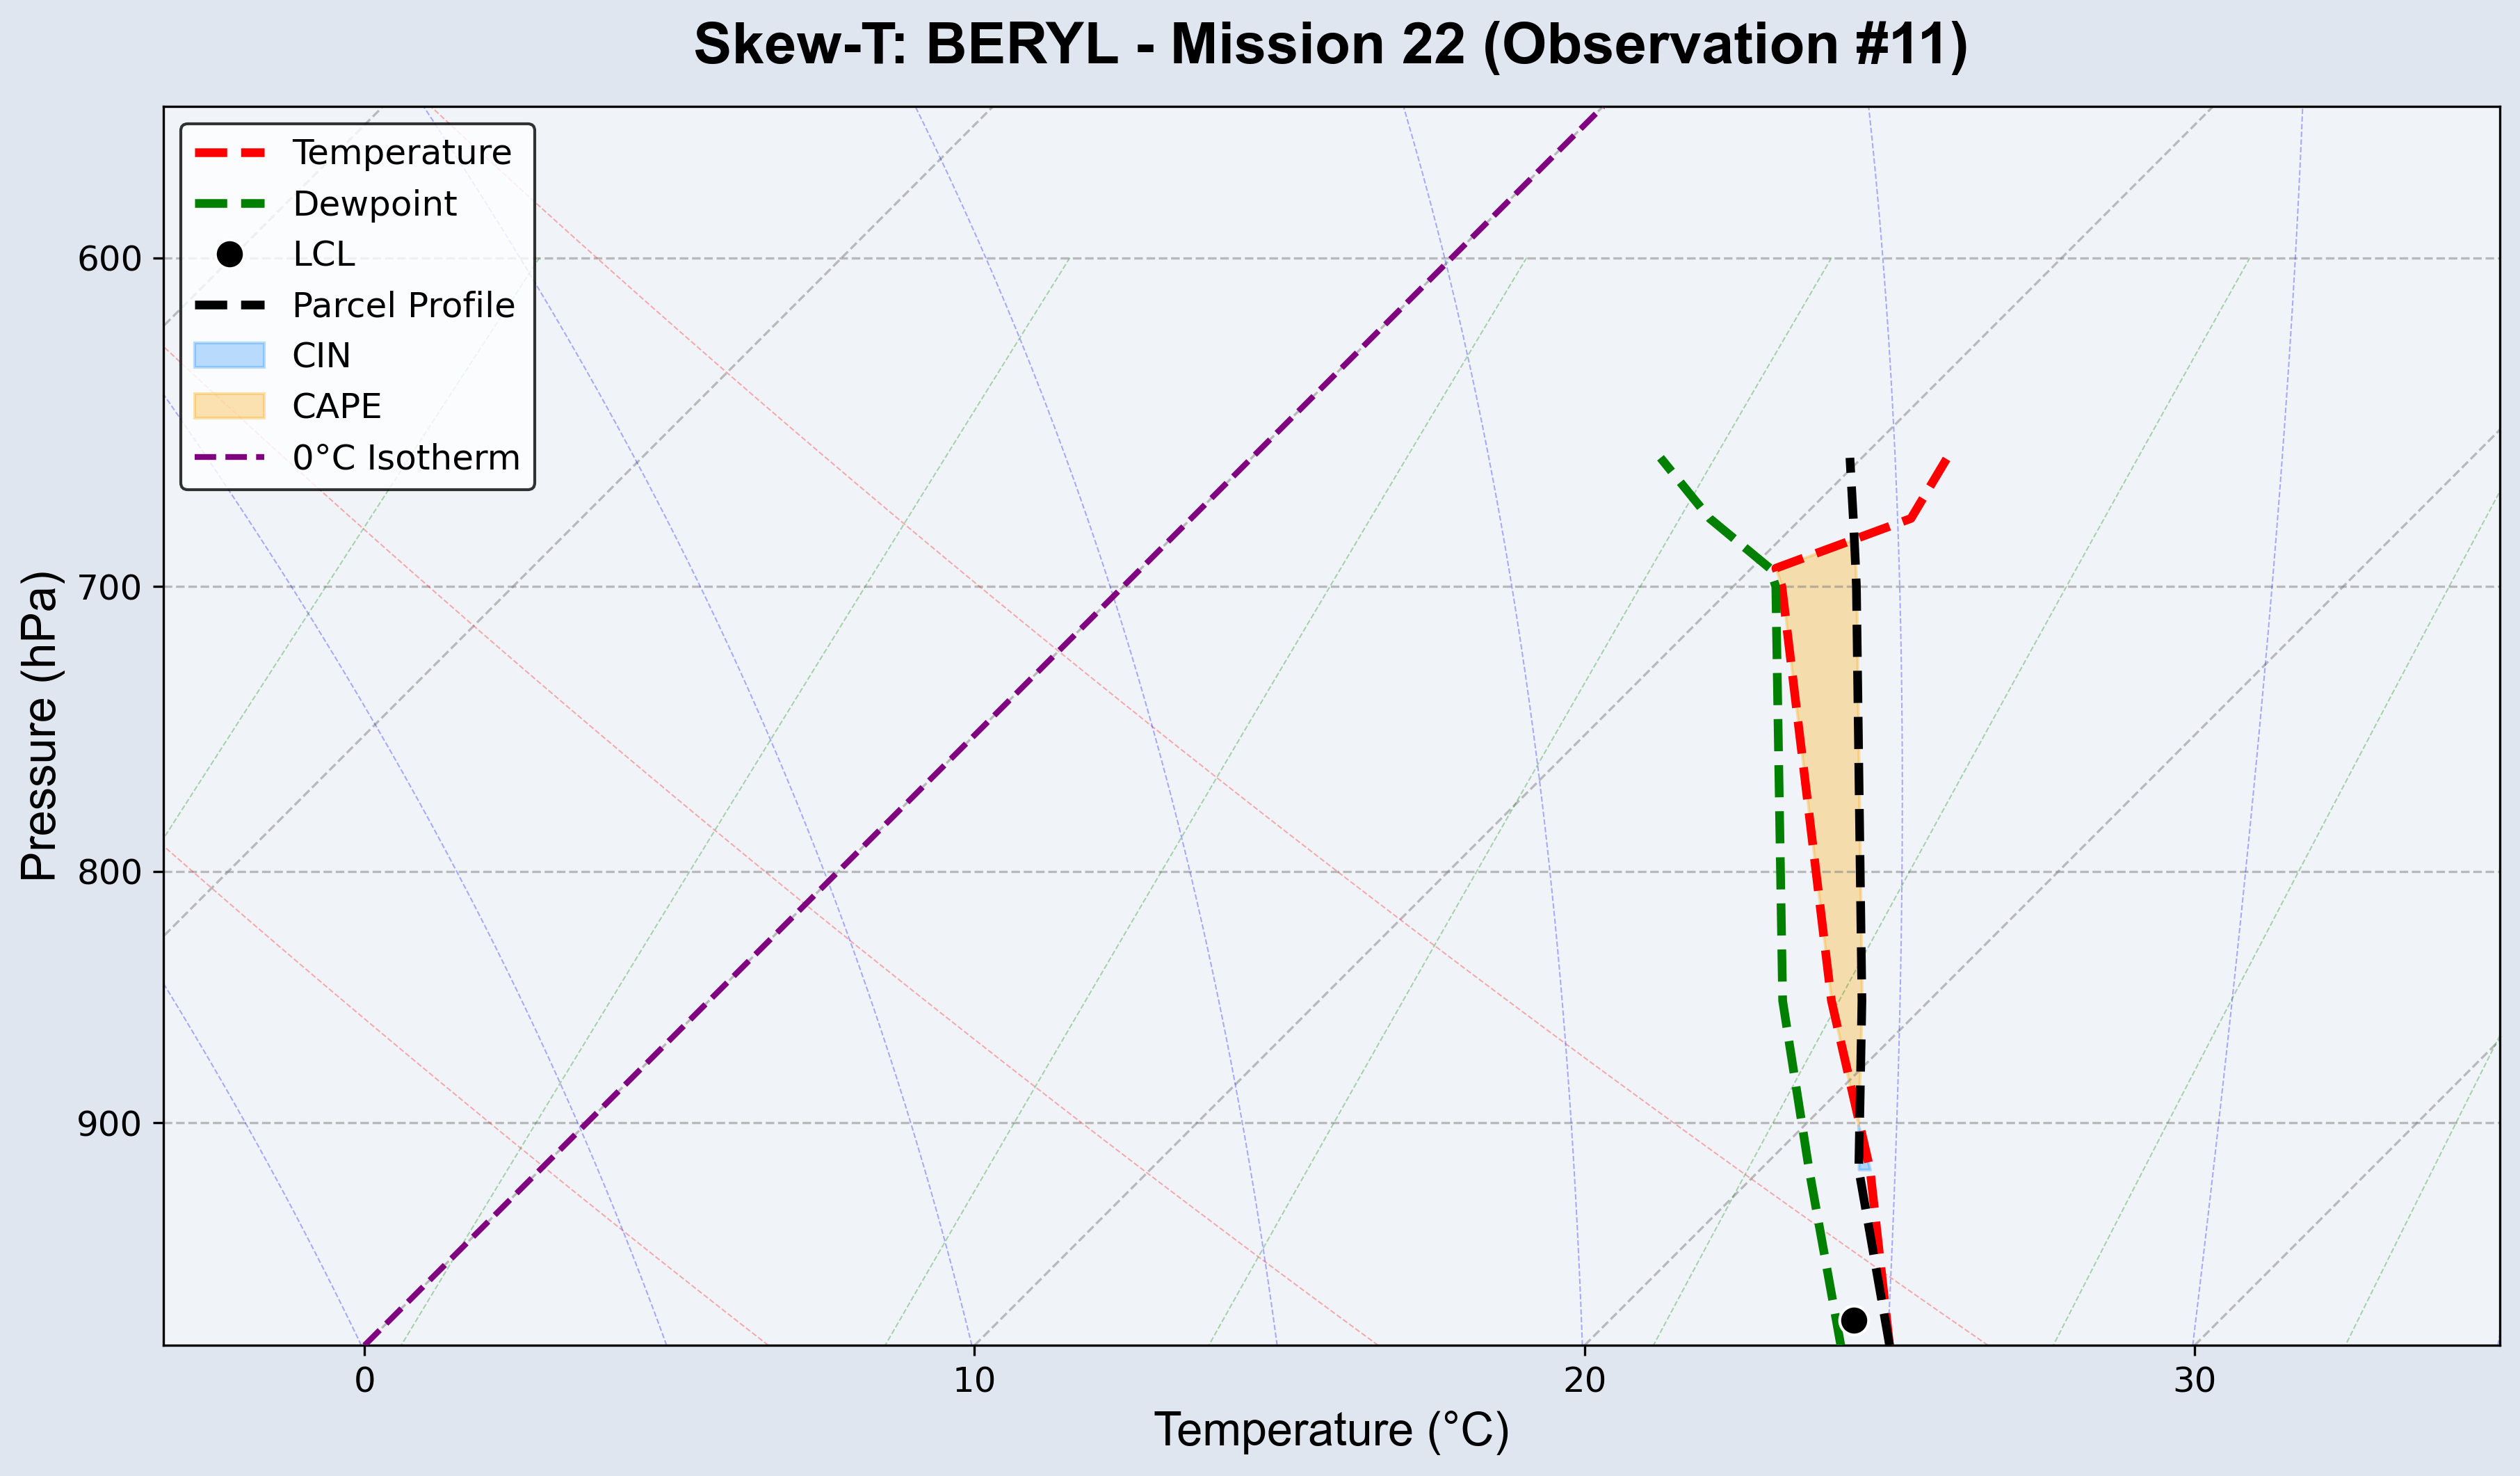 Skew-T: BERYL - Mission 22 (Observation #11)
Temperature
Dewpoint
LCL
Parcel Profile
CIN
CAPE
0°C Isotherm
Pressure (hPa)
600
700
800
900
0
10
20
30
Temperature (°C)